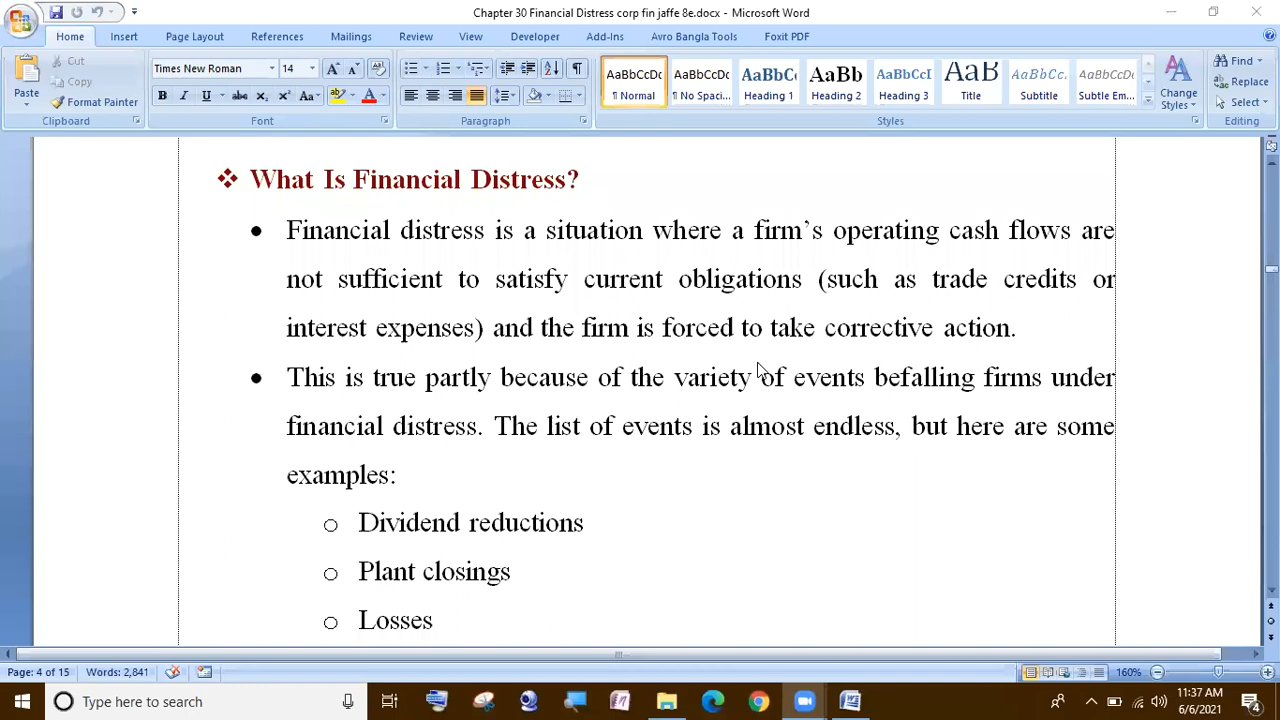 Chapter 30 Financial Distress corp fin jaffe 8e.docx - Microsoft Word
Home Insert Page Layout References Mailings Review View Developer Add-Ins Avro Bangla Tools Foxit PDF
Paste
Cut
Copy
Format Painter
Times New Roman 14
B I U abc x₂ x² Aa
AaBbCcDc AaBbCcDc AaBbCc AaBb AaBbCcI AaB AaBbCcI AaBbCcDc
¶ Normal ¶ No Spaci... Heading 1 Heading 2 Heading 3 Title Subtitle Subtle Em...
Change
Styles
Find
Replace
Select
Clipboard Font Paragraph Styles Editing
❖ What Is Financial Distress?
• Financial distress is a situation where a firm’s operating cash flows are
not sufficient to satisfy current obligations (such as trade credits or
interest expenses) and the firm is forced to take corrective action.
• This is true partly because of the variety of events befalling firms under
financial distress. The list of events is almost endless, but here are some
examples:
o Dividend reductions
o Plant closings
o Losses
Page: 4 of 15 Words: 2,841 160%
Type here to search
11:37 AM
6/6/2021
4